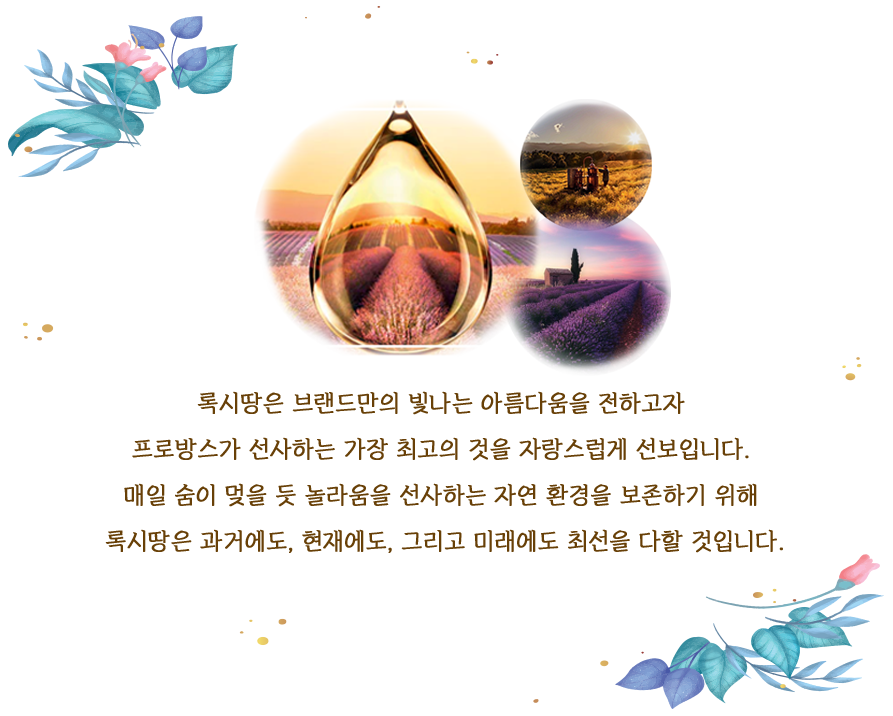 록시땅은 브랜드만의 빛나는 아름다움을 전하고자
프로방스가 선사하는 가장 최고의 것을 자랑스럽게 선보입니다.
매일 숨이 멎을 듯 놀라움을 선사하는 자연 환경을 보존하기 위해
록시땅은 과거에도, 현재에도, 그리고 미래에도 최선을 다할 것입니다.